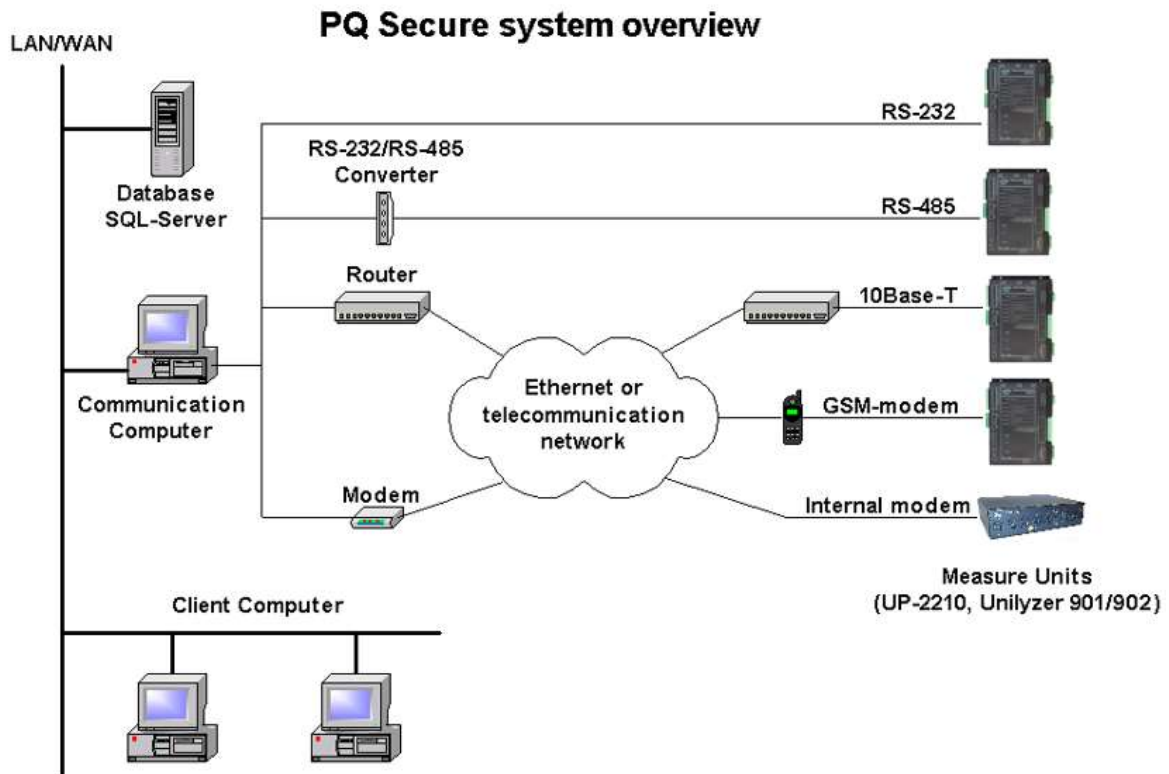 PQ Secure system overview
LAN/WAN
RS-232
RS-232/RS-485
Converter
Database
SQL-Server
RS-485
Router
10Base-T
Ethernet or
telecommunication
network
Communication
Computer
GSM-modem
Modem
Internal modem
Measure Units
(UP-2210, Unilyzer 901/902)
Client Computer